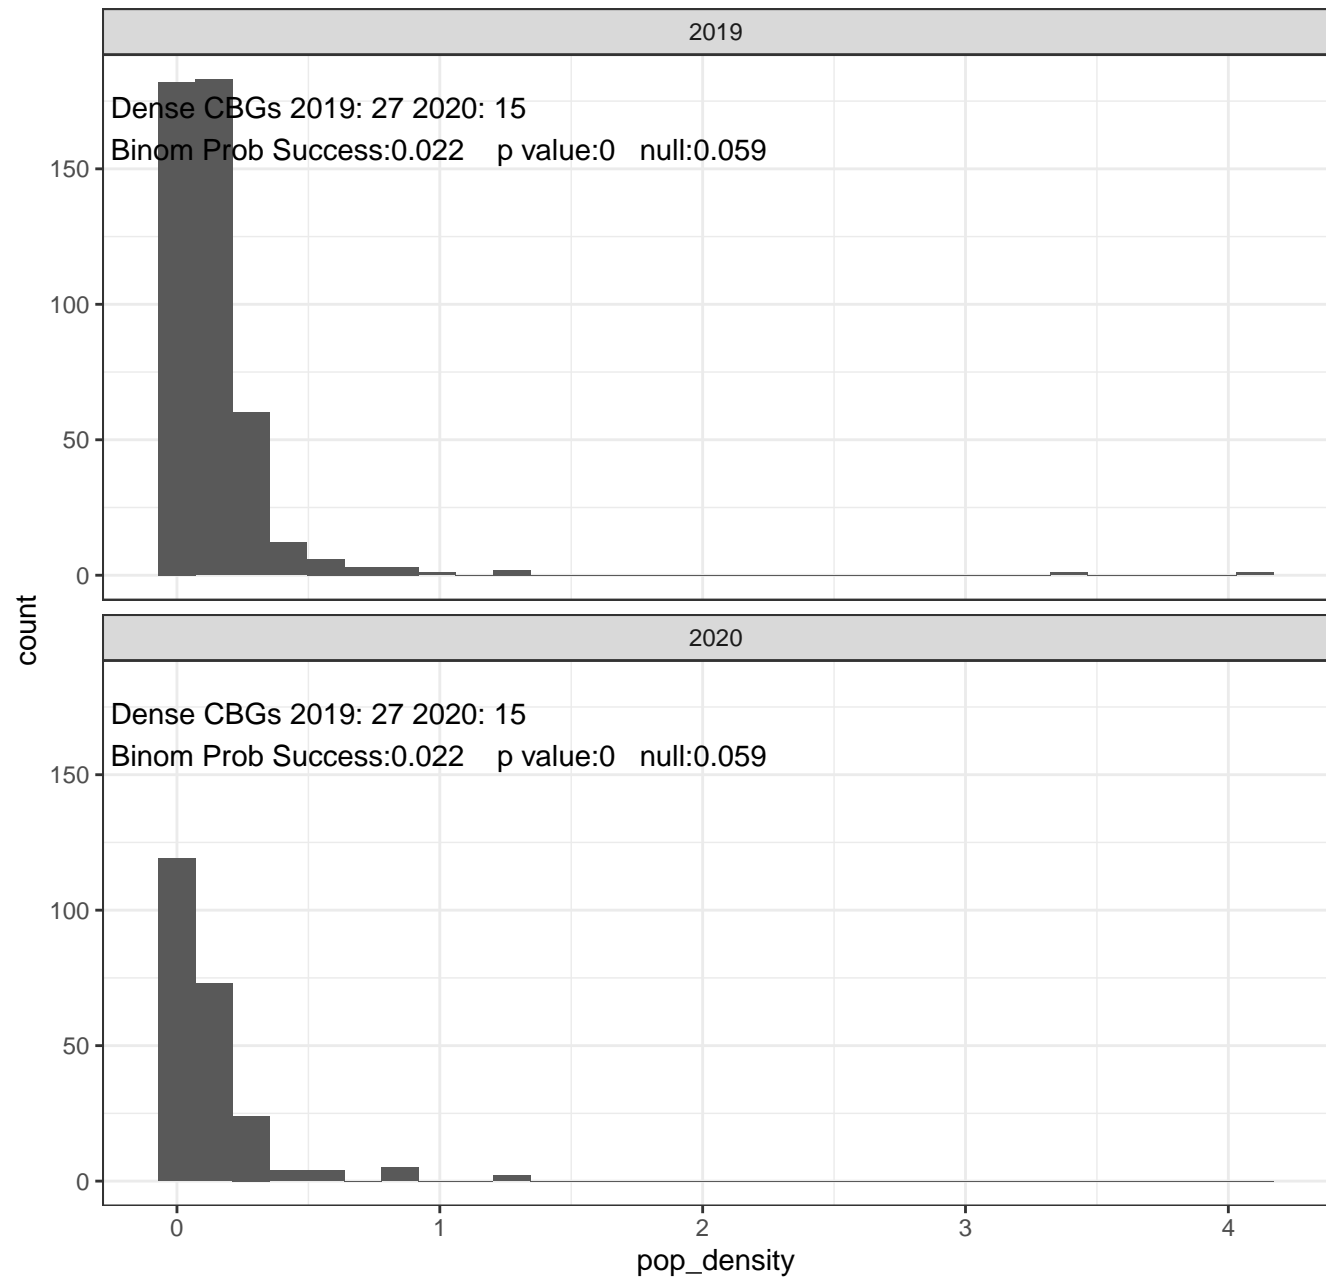 2019
Dense CBGs 2019: 27 2020: 15
Binom Prob Success:0.022 p value:0 null:0.059
150
100
50
0
count
2020
Dense CBGs 2019: 27 2020: 15
Binom Prob Success:0.022 p value:0 null:0.059
150
100
50
0
0 1 2 3 4
pop_density